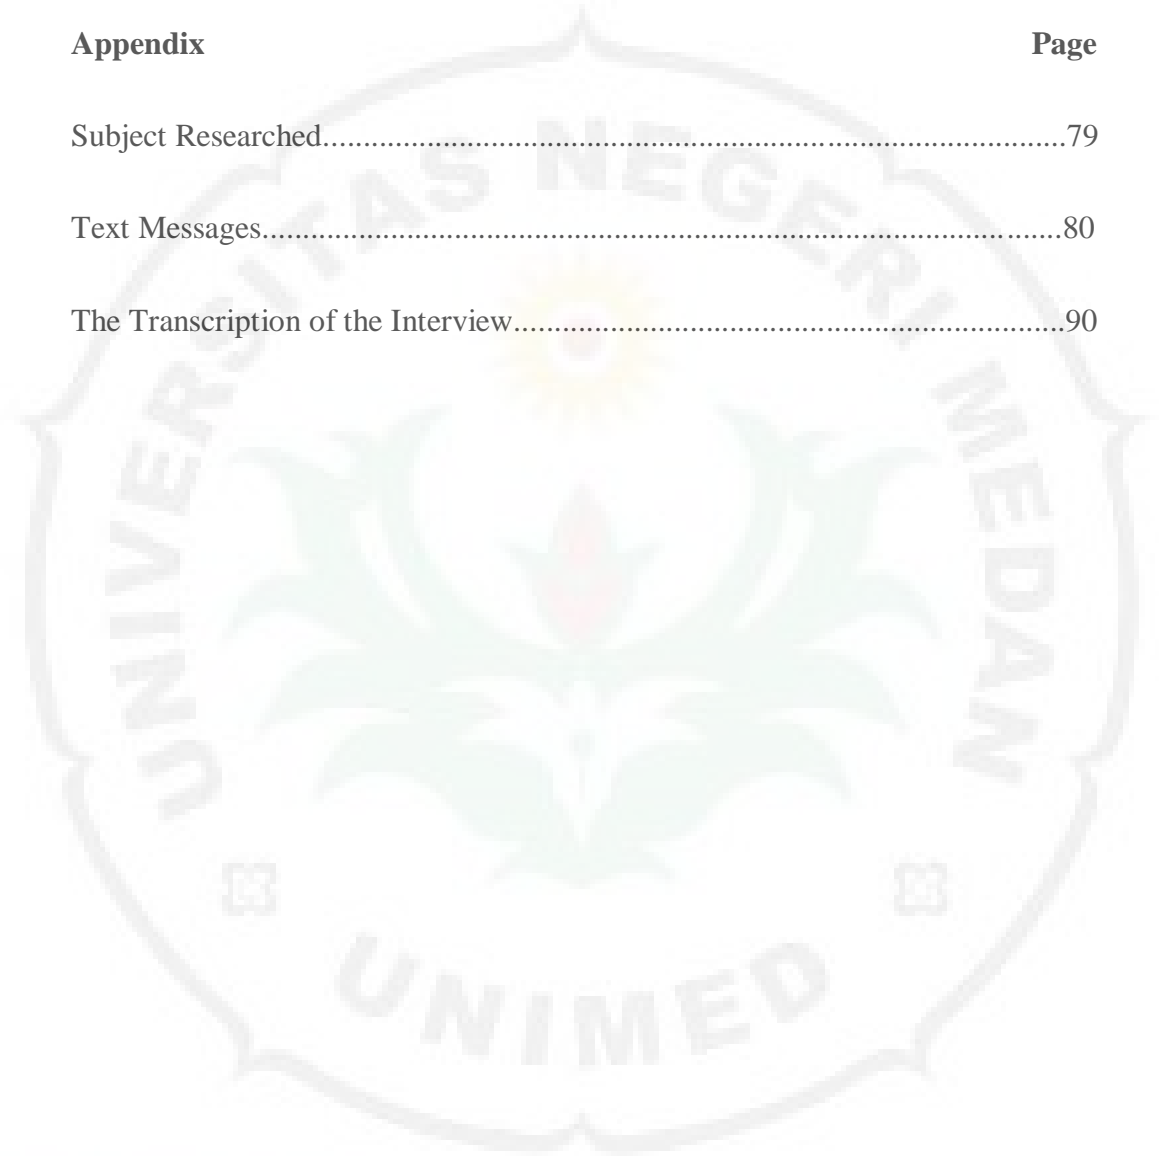 Appendix Page
Subject Researched...........................................................................................79
Text Messages..................................................................................................80
The Transcription of the Interview...................................................................90
UNIVERSITAS NEGERI MEDAN
UNIMED